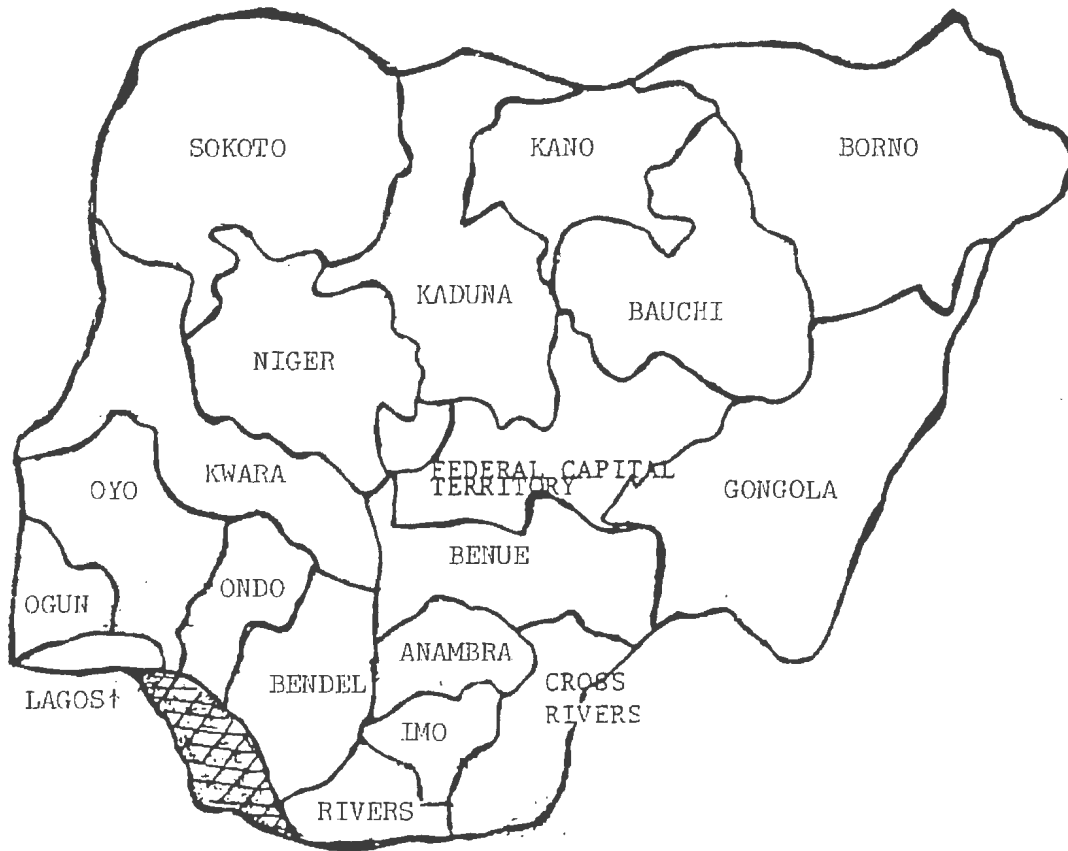 SOKOTO
KANO
BORNO
KADUNA
BAUCHI
NIGER
KWARA
OYO
FEDERAL CAPITAL
TERRITORY
GONGOLA
BENUE
ONDO
OGUN
ANAMBRA
BENDEL
CROSS
RIVERS
LAGOS†
IMO
RIVERS